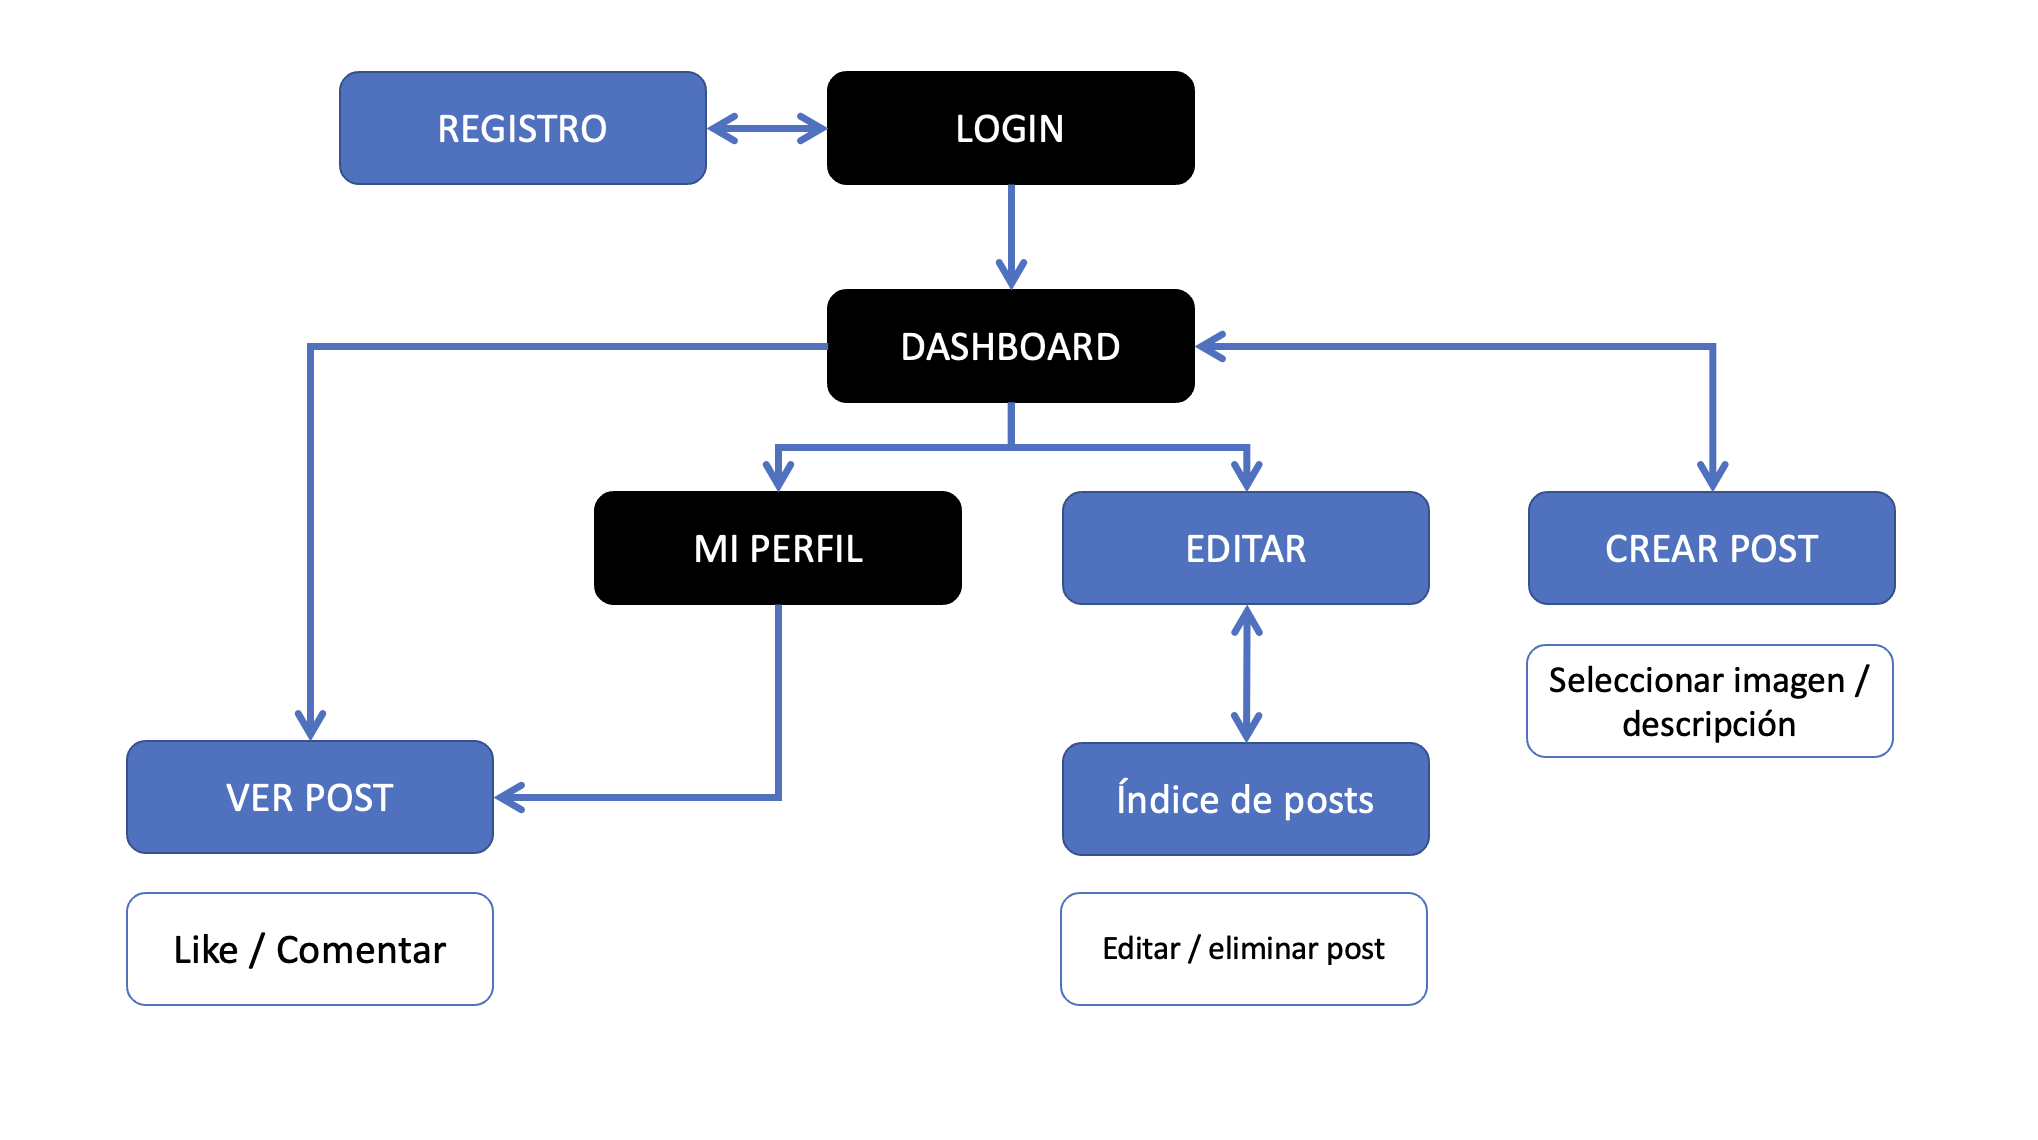 REGISTRO
LOGIN
DASHBOARD
MI PERFIL
EDITAR
CREAR POST
Seleccionar imagen /
descripción
VER POST
Índice de posts
Like / Comentar
Editar / eliminar post